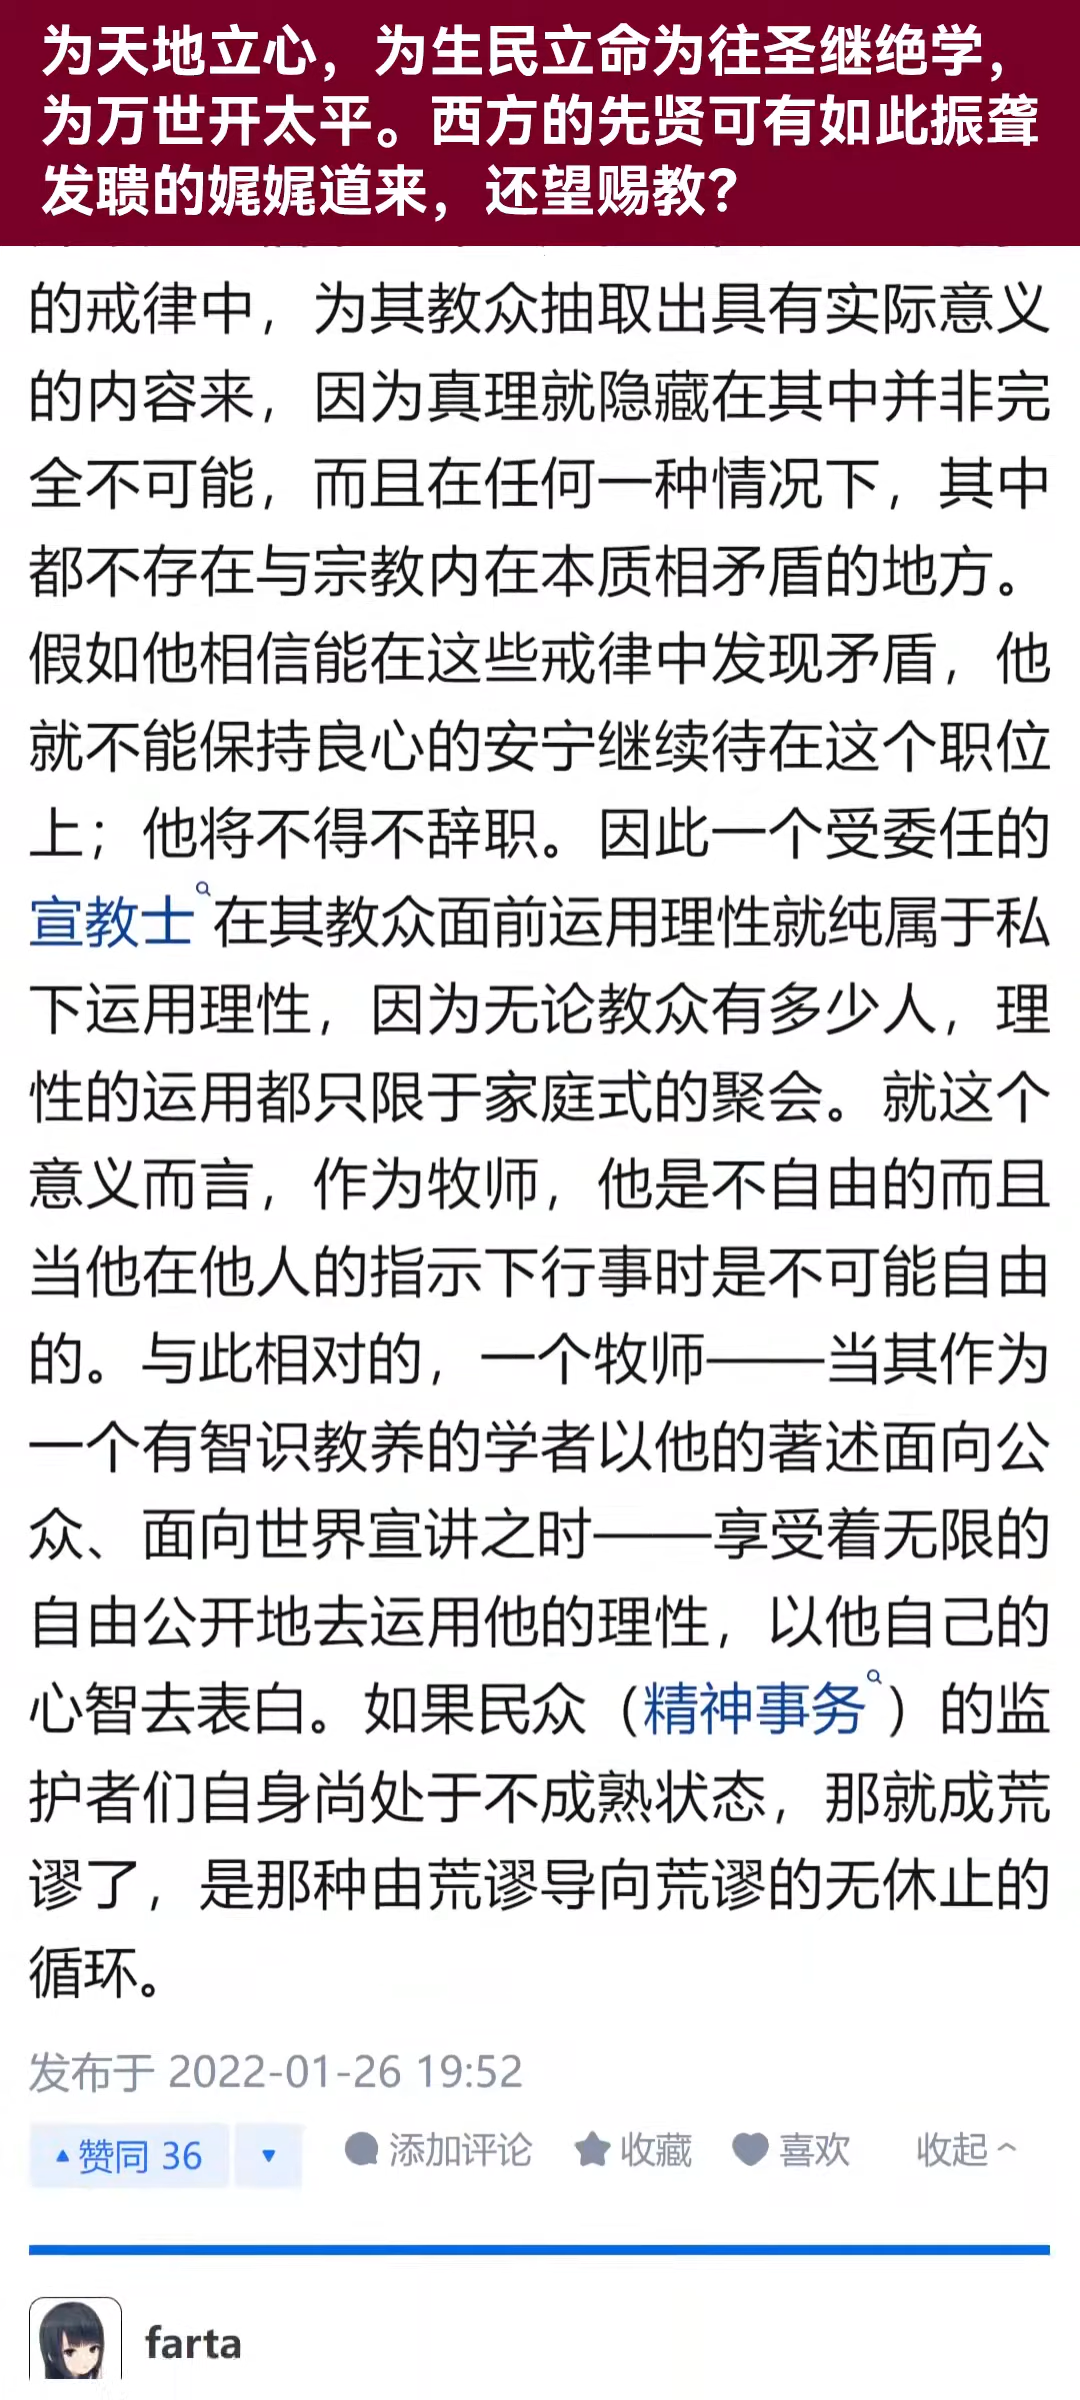 为天地立心，为生民立命为往圣继绝学，
为万世开太平。西方的先贤可有如此振聋
发聩的娓娓道来，还望赐教？
的戒律中，为其教众抽取出具有实际意义
的内容来，因为真理就隐藏在其中并非完
全不可能，而且在任何一种情况下，其中
都不存在与宗教内在本质相矛盾的地方。
假如他相信能在这些戒律中发现矛盾，他
就不能保持良心的安宁继续待在这个职位
上；他将不得不辞职。因此一个受委任的
宣教士在其教众面前运用理性就纯属于私
下运用理性，因为无论教众有多少人，理
性的运用都只限于家庭式的聚会。就这个
意义而言，作为牧师，他是不自由的而且
当他在他人的指示下行事时是不可能自由
的。与此相对的，一个牧师——当其作为
一个有智识教养的学者以他的著述面向公
众、面向世界宣讲之时——享受着无限的
自由公开地去运用他的理性，以他自己的
心智去表白。如果民众（精神事务）的监
护者们自身尚处于不成熟状态，那就成荒
谬了，是那种由荒谬导向荒谬的无休止的
循环。
发布于 2022-01-26 19:52
赞同 36 添加评论 收藏 喜欢 收起
farta